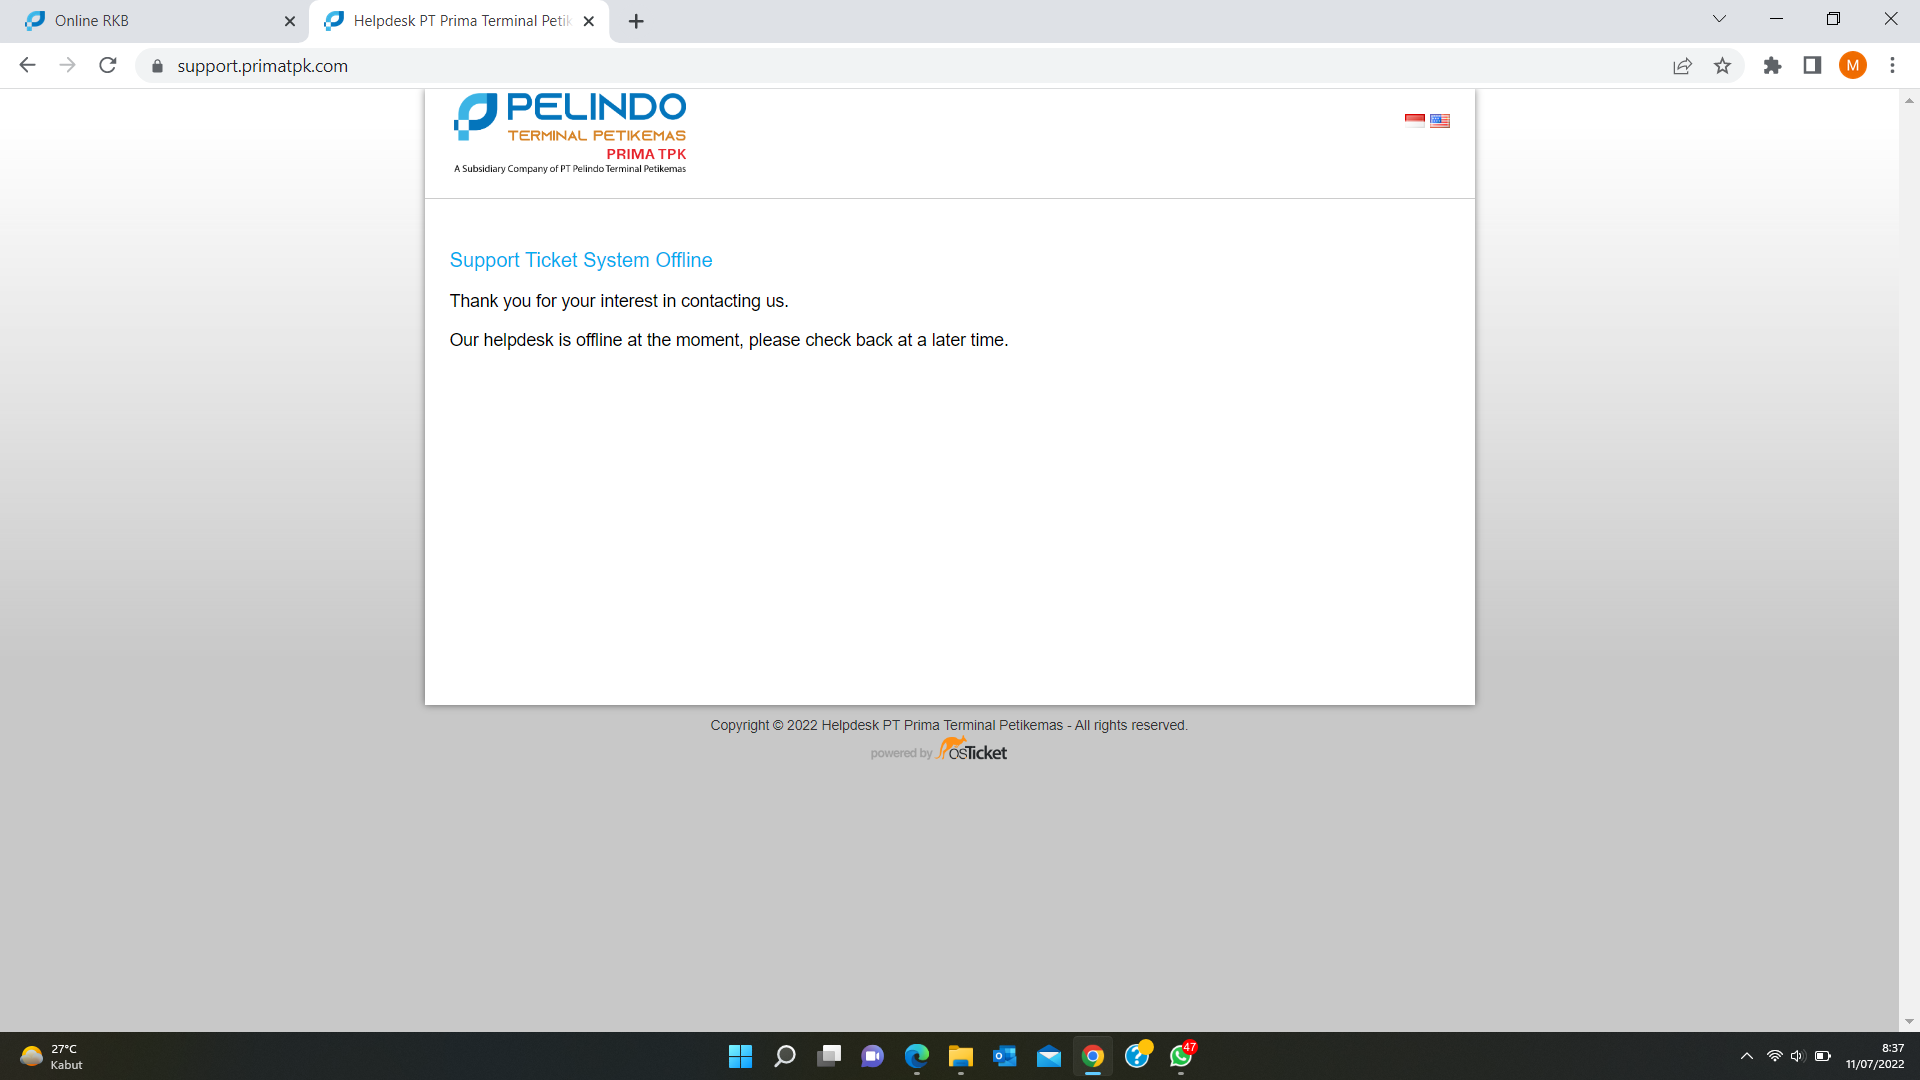 Online RKB
Helpdesk PT Prima Terminal Petik
support.primatpk.com
M
PELINDO
TERMINAL PETIKEMAS
PRIMA TPK
A Subsidiary Company of PT Pelindo Terminal Petikemas
Support Ticket System Offline
Thank you for your interest in contacting us.
Our helpdesk is offline at the moment, please check back at a later time.
Copyright © 2022 Helpdesk PT Prima Terminal Petikemas - All rights reserved.
powered by osTicket
27°C
Kabut
47
8:37
11/07/2022